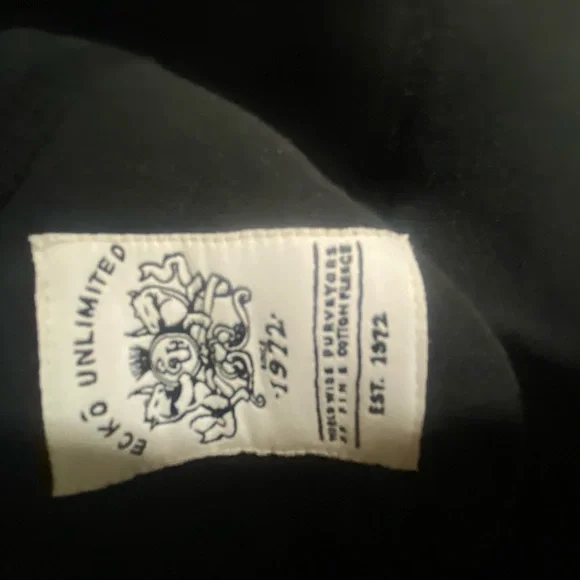 ECKŌ UNLIMITED
SINCE
·1972·
WORLDWIDE PURVEYORS
OF FINE COTTON FLEECE
EST. 1972